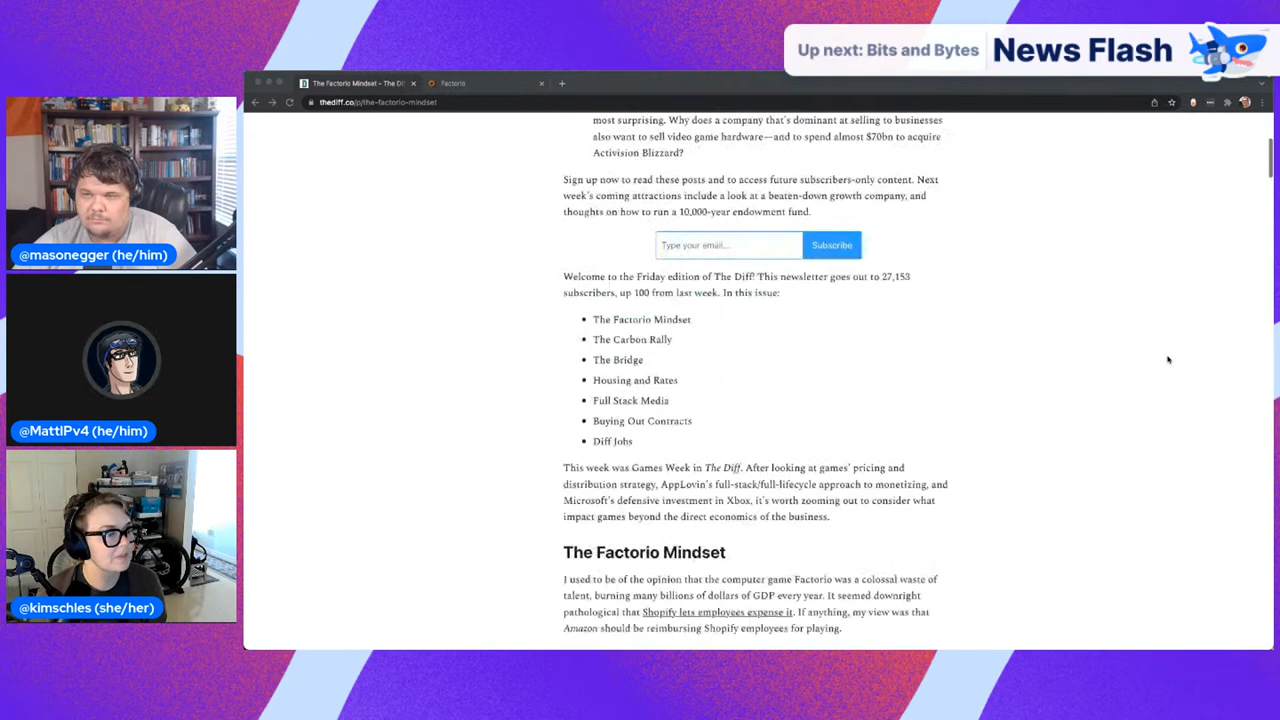 Up next: Bits and Bytes
News Flash
The Factorio Mindset - The Di
Factorio
thediff.co/p/the-factorio-mindset
most surprising. Why does a company that's dominant at selling to businesses
also want to sell video game hardware—and to spend almost $70bn to acquire
Activision Blizzard?
Sign up now to read these posts and to access future subscribers-only content. Next
week's coming attractions include a look at a beaten-down growth company, and
thoughts on how to run a 10,000-year endowment fund.
Type your email...
Subscribe
Welcome to the Friday edition of The Diff! This newsletter goes out to 27,153
subscribers, up 100 from last week. In this issue:
• The Factorio Mindset
• The Carbon Rally
• The Bridge
• Housing and Rates
• Full Stack Media
• Buying Out Contracts
• Diff Jobs
This week was Games Week in The Diff. After looking at games' pricing and
distribution strategy, AppLovin's full-stack/full-lifecycle approach to monetizing, and
Microsoft's defensive investment in Xbox, it's worth zooming out to consider what
impact games beyond the direct economics of the business.
The Factorio Mindset
I used to be of the opinion that the computer game Factorio was a colossal waste of
talent, burning many billions of dollars of GDP every year. It seemed downright
pathological that Shopify lets employees expense it. If anything, my view was that
Amazon should be reimbursing Shopify employees for playing.
@masonegger (he/him)
@MattIPv4 (he/him)
@kimschles (she/her)